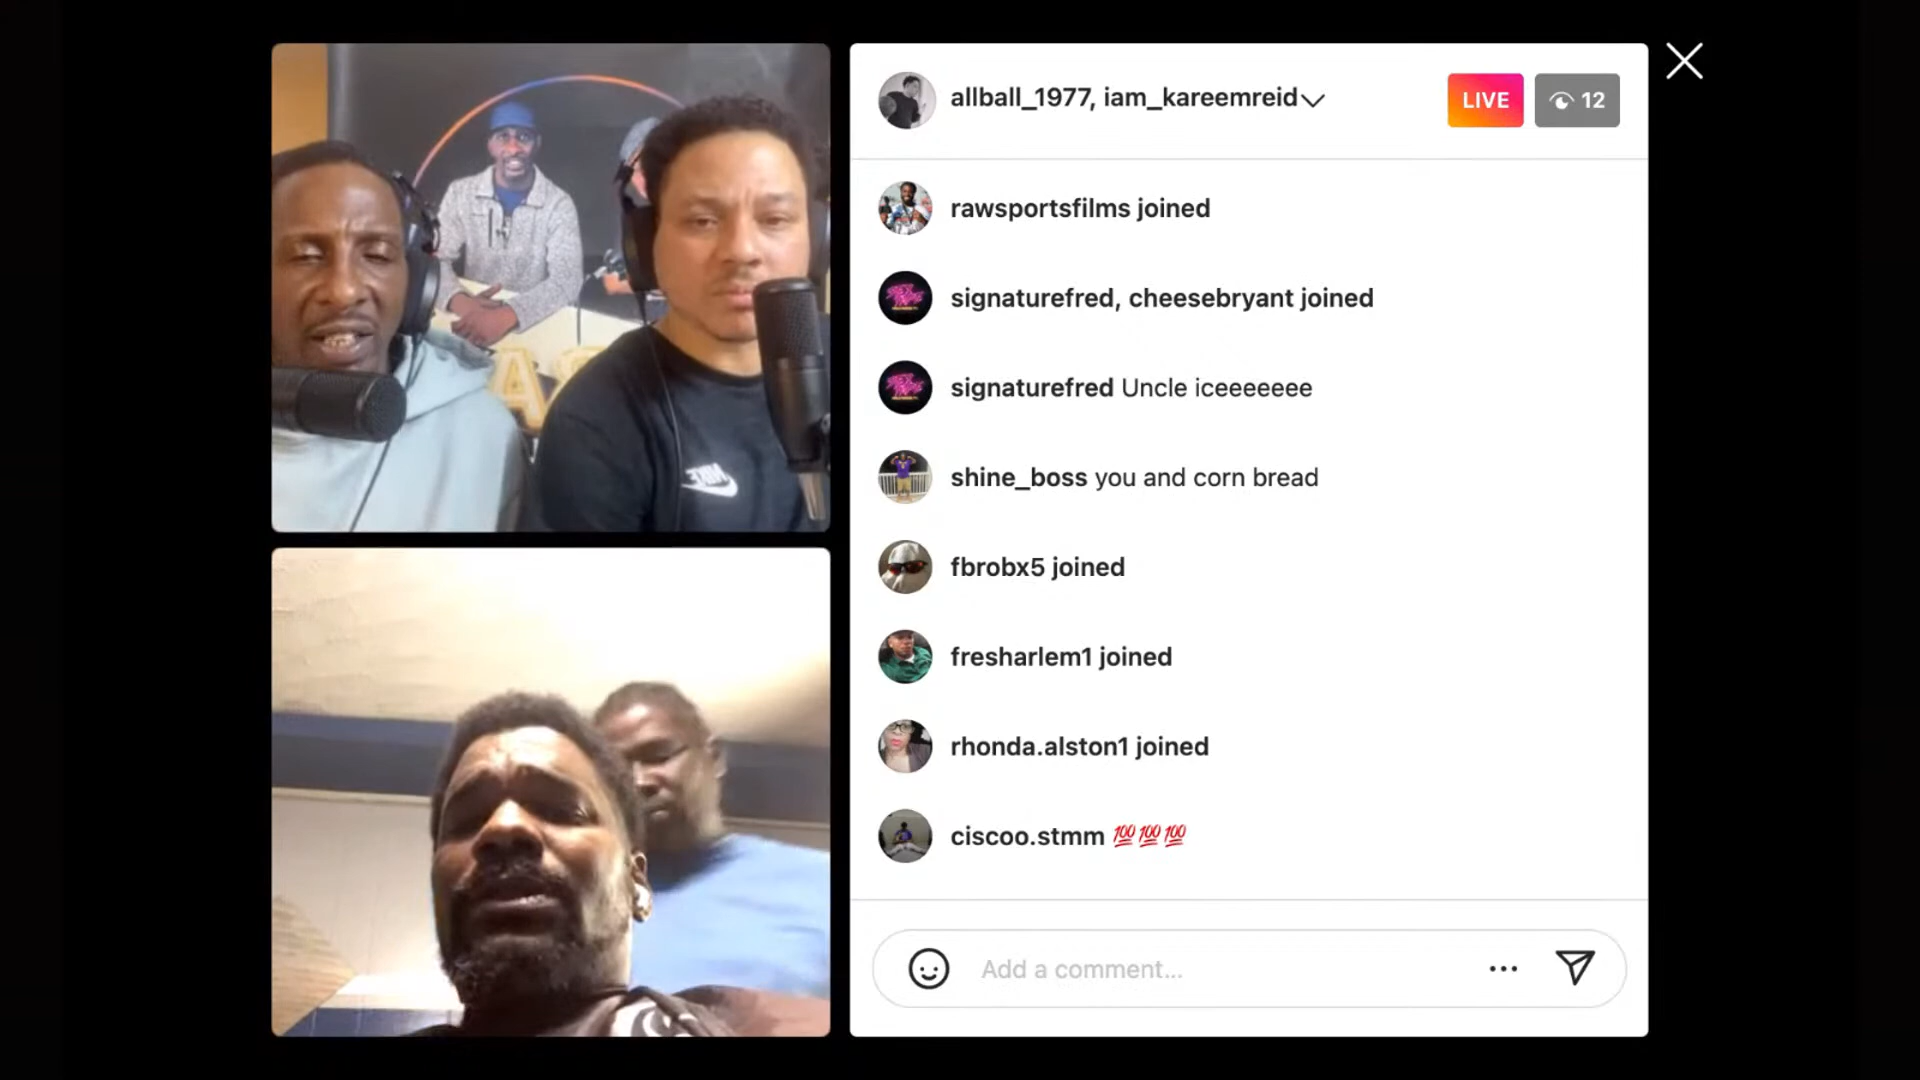 allball_1977, iam_kareemreid
LIVE
12
rawsportsfilms joined
signaturefred, cheesebryant joined
signaturefred Uncle iceeeeeee
shine_boss you and corn bread
fbrobx5 joined
fresharlem1 joined
rhonda.alston1 joined
ciscoo.stmm 💯💯💯
Add a comment...
NIKE